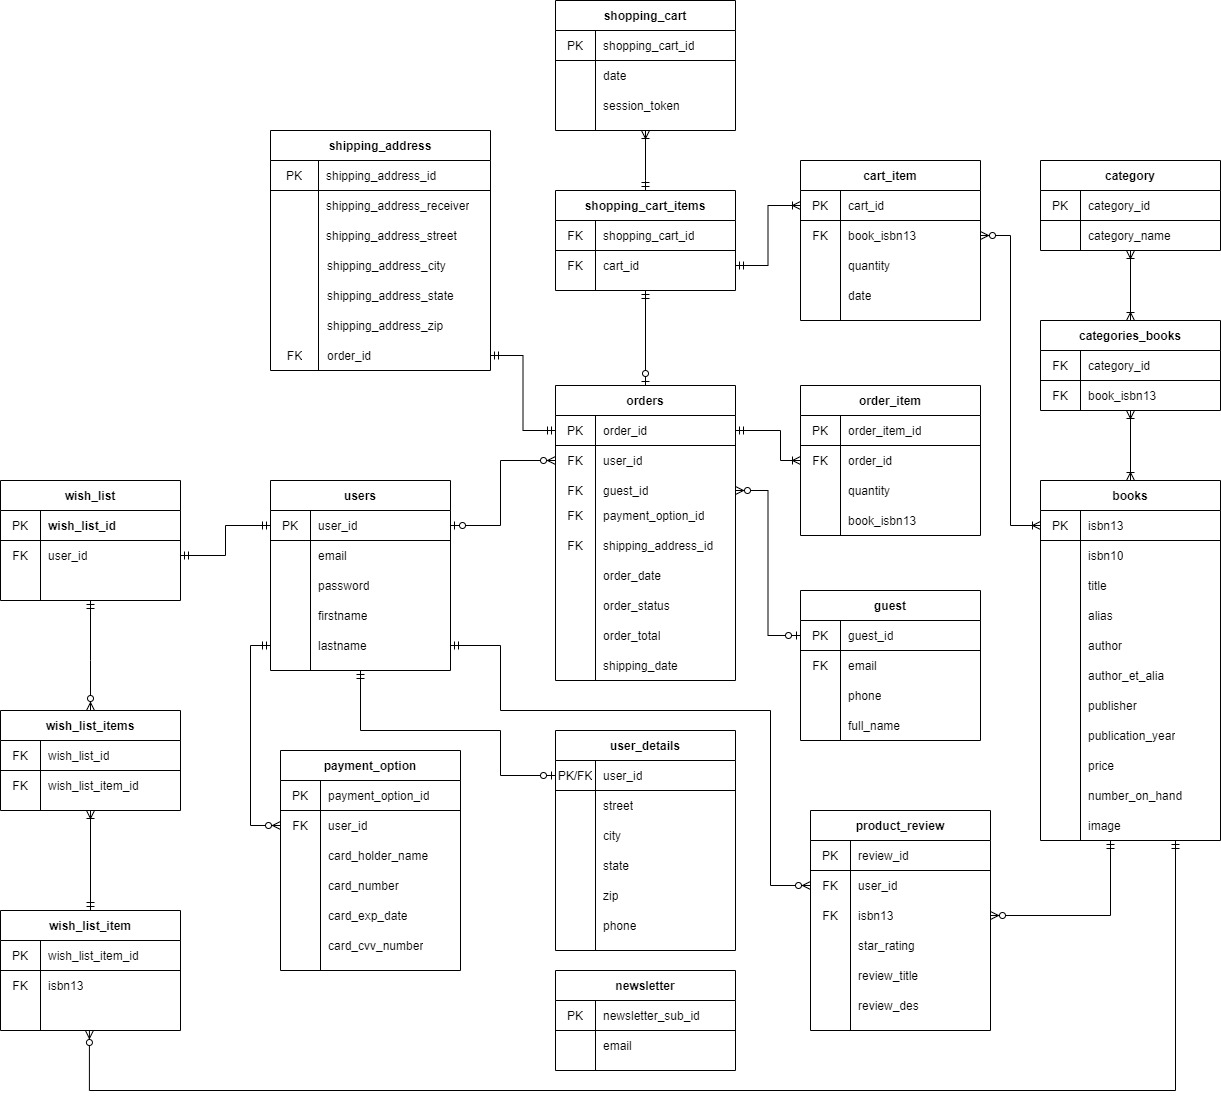 shopping_cart
PK shopping_cart_id
date
session_token
shipping_address
PK shipping_address_id
shipping_address_receiver
shipping_address_street
shipping_address_city
shipping_address_state
shipping_address_zip
FK order_id
shopping_cart_items
FK shopping_cart_id
FK cart_id
cart_item
PK cart_id
FK book_isbn13
quantity
date
category
PK category_id
category_name
categories_books
FK category_id
FK book_isbn13
orders
PK order_id
FK user_id
FK guest_id
FK payment_option_id
FK shipping_address_id
order_date
order_status
order_total
shipping_date
order_item
PK order_item_id
FK order_id
quantity
book_isbn13
wish_list
PK wish_list_id
FK user_id
users
PK user_id
email
password
firstname
lastname
books
PK isbn13
isbn10
title
alias
author
author_et_alia
publisher
publication_year
price
number_on_hand
image
guest
PK guest_id
FK email
phone
full_name
wish_list_items
FK wish_list_id
FK wish_list_item_id
payment_option
PK payment_option_id
FK user_id
card_holder_name
card_number
card_exp_date
card_cvv_number
user_details
PK/FK user_id
street
city
state
zip
phone
product_review
PK review_id
FK user_id
FK isbn13
star_rating
review_title
review_des
wish_list_item
PK wish_list_item_id
FK isbn13
newsletter
PK newsletter_sub_id
email